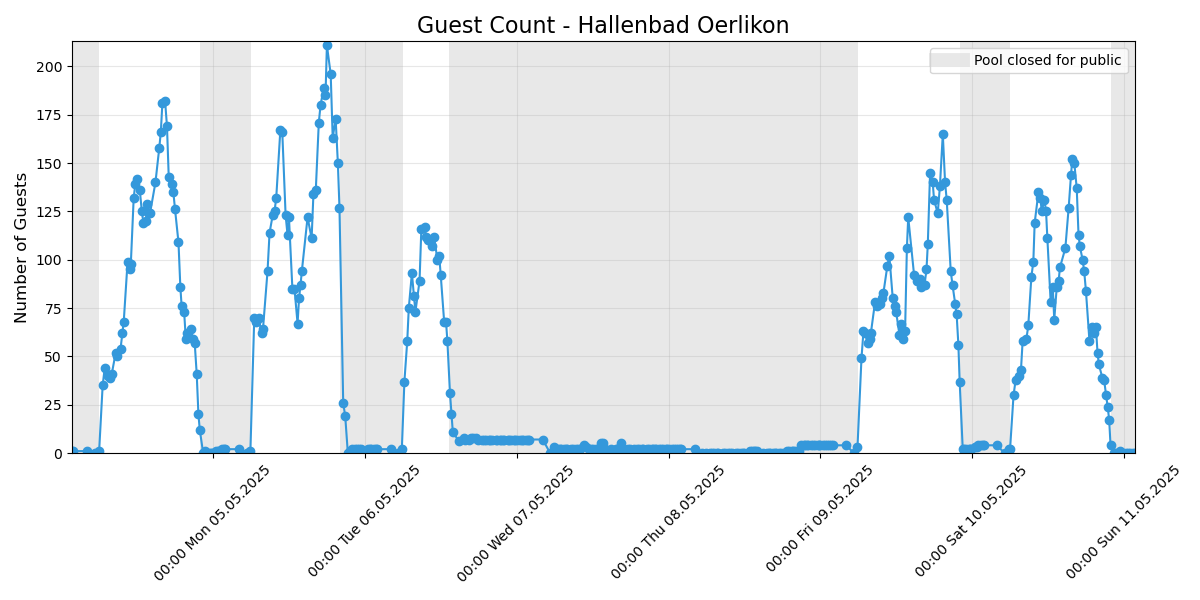 Guest Count - Hallenbad Oerlikon
Pool closed for public
Number of Guests
200
175
150
125
100
75
50
25
0
00:00 Mon 05.05.2025
00:00 Tue 06.05.2025
00:00 Wed 07.05.2025
00:00 Thu 08.05.2025
00:00 Fri 09.05.2025
00:00 Sat 10.05.2025
00:00 Sun 11.05.2025